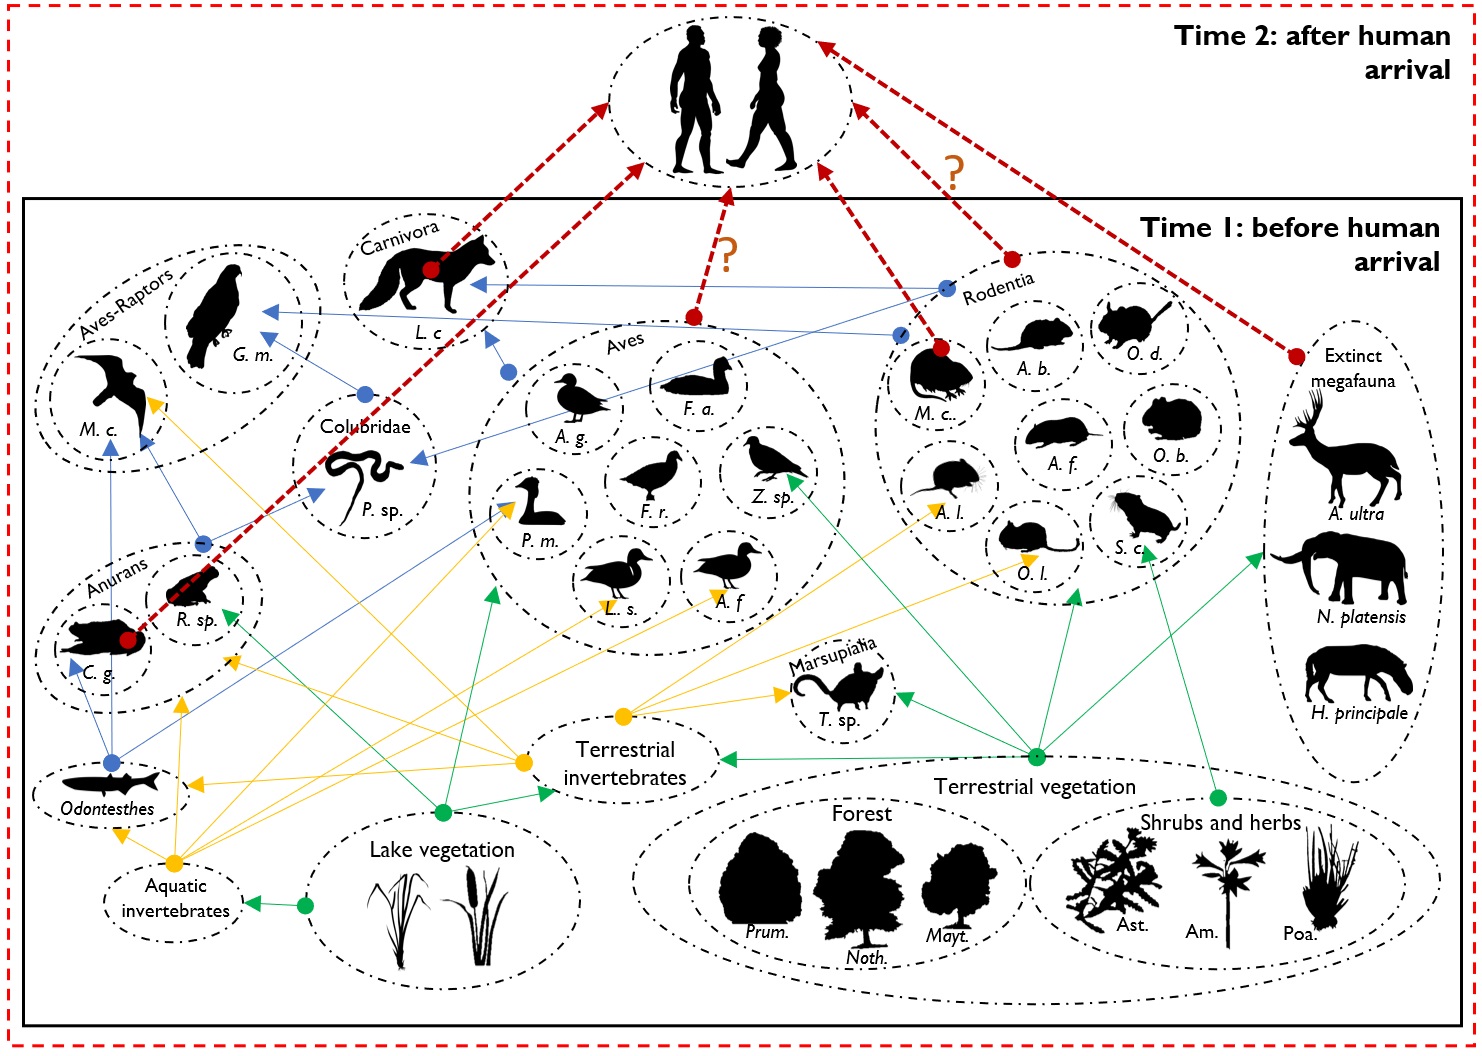 Time 2: after human
arrival
?
?
Time 1: before human
arrival
Carnivora
L. c.
Aves-Raptors
G. m.
M. c.
Colubridae
P. sp.
Aves
A. g.
F. a.
F. r.
Z. sp.
P. m.
L. s.
A. f
Rodentia
A. b.
O. d.
M. c.
A. f.
O. b.
A. l.
S. c.
O. l.
Extinct
megafauna
A. ultra
N. platensis
H. principale
Anurans
R. sp.
C. g.
Marsupialia
T. sp.
Odontesthes
Terrestrial
invertebrates
Aquatic
invertebrates
Lake vegetation
Terrestrial vegetation
Forest
Prum.
Noth.
Mayt.
Shrubs and herbs
Ast.
Am.
Poa.